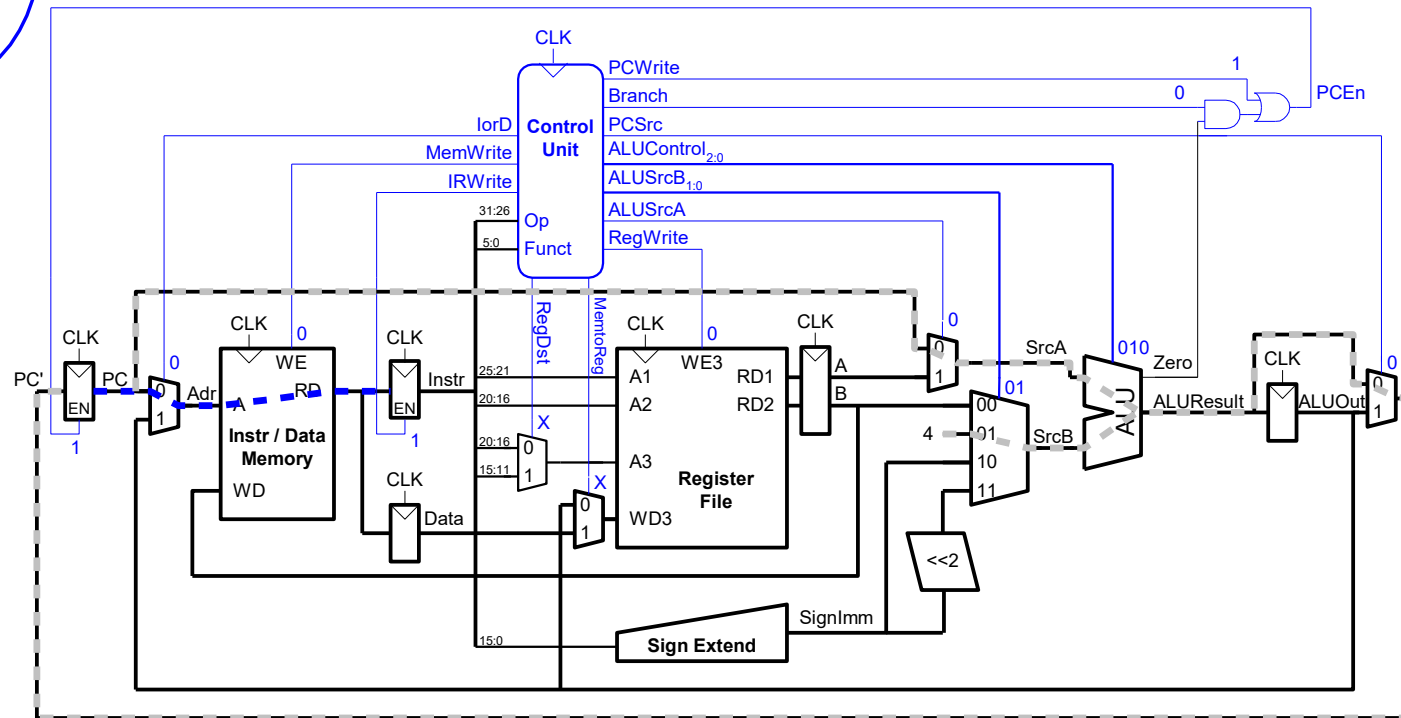 CLK
PCWrite
1
Branch
0
PCEn
IorD
Control
Unit
PCSrc
MemWrite
ALUControl2:0
IRWrite
ALUSrcB1:0
31:26
Op
ALUSrcA
5:0
Funct
RegWrite
RegDst
MemtoReg
CLK
CLK
CLK
CLK
CLK
0
0
0
0
010
CLK
0
PC'
PC
EN
1
0
1
Adr
WE
A
RD
Instr / Data
Memory
WD
EN
1
Instr
CLK
Data
25:21
20:16
20:16
15:11
X
0
1
X
0
1
A1
A2
A3
WD3
WE3
RD1
RD2
Register
File
A
B
0
1
SrcA
01
00
01
10
11
4
SrcB
ALU
Zero
ALUResult
ALUOut
0
1
<<2
SignImm
15:0
Sign Extend